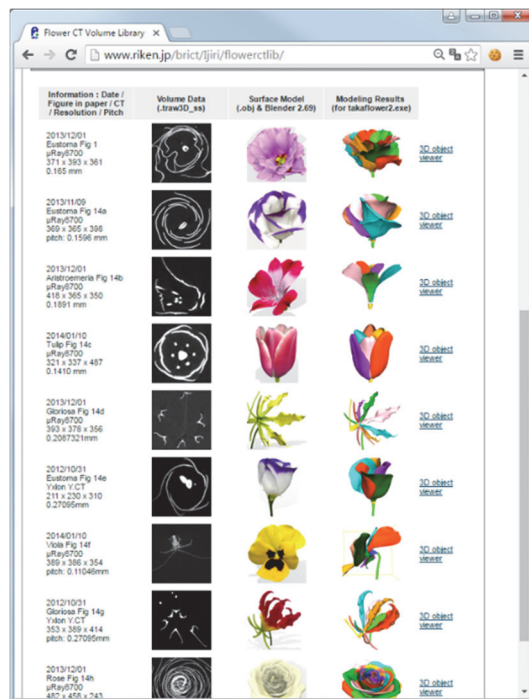 Flower CT Volume Library
www.riken.jp/brict/Ijiri/flowerctlib/
Information : Date /
Figure in paper / CT
/ Resolution / Pitch
Volume Data
(.traw3D_ss)
Surface Model
(.obj) & Blender 2.69)
Modeling Results
(for takaflower2.exe)
2013/12/01
Eustoma Fig 1
µRay8700
371 x 393 x 361
0.165 mm
3D object
viewer
2013/11/09
Eustoma Fig 14a
µRay8700
369 x 365 x 398
pitch: 0.1596 mm
3D object
viewer
2013/12/01
Alstroemeria Fig 14b
µRay8700
418 x 365 x 350
0.1891 mm
3D object
viewer
2014/01/10
Tulip Fig 14c
µRay8700
321 x 337 x 487
0.1410 mm
3D object
viewer
2013/12/01
Gloriosa Fig 14d
µRay8700
393 x 378 x 356
0.2087321mm
3D object
viewer
2012/10/31
Eustoma Fig 14e
Yxlon Y.CT
211 x 230 x 310
0.27095mm
3D object
viewer
2014/01/10
Viola Fig 14f
µRay8700
389 x 386 x 354
pitch: 0.11046mm
3D object
viewer
2012/10/31
Gloriosa Fig 14g
Yxlon Y.CT
353 x 389 x 414
pitch: 0.27095mm
3D object
viewer
2013/12/01
Rose Fig 14h
µRay8700
482 x 456 x 243
3D object
viewer